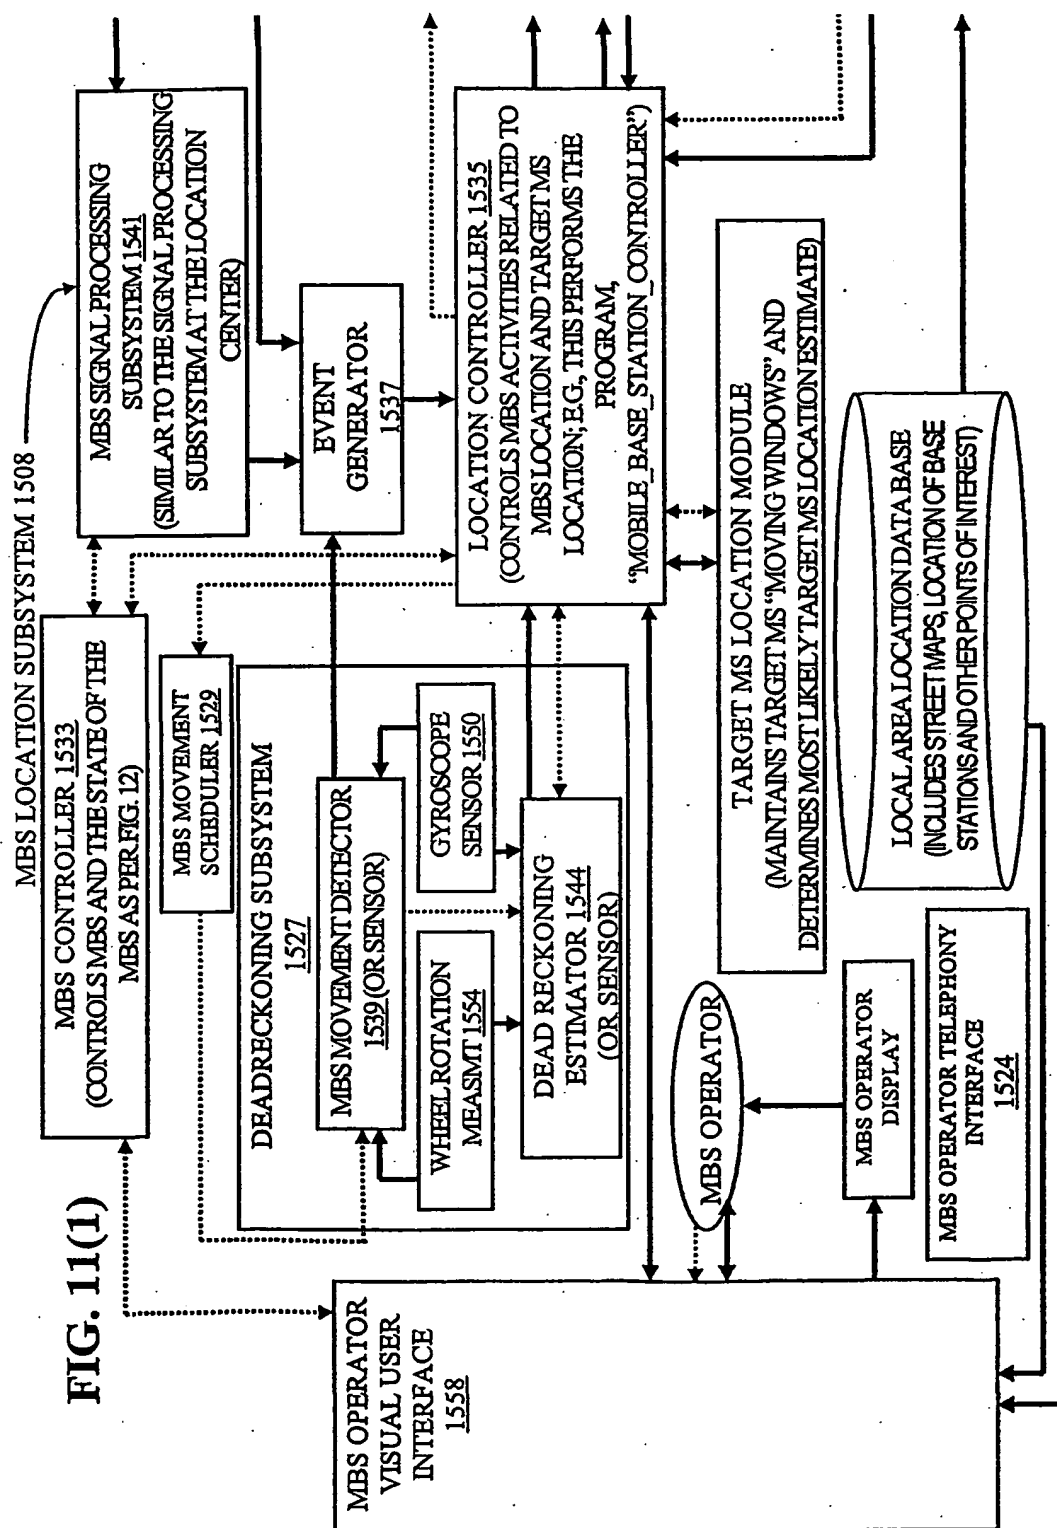 FIG. 11(1)
MBS LOCATION SUBSYSTEM 1508
MBS CONTROLLER 1533
(CONTROLS MBS AND THE STATE OF THE
MBS AS PER FIG. 12)
MBS SIGNAL PROCESSING
SUBSYSTEM 1541
(SIMILAR TO THE SIGNAL PROCESSING
SUBSYSTEM AT THE LOCATION
CENTER)
MBS MOVEMENT
SCHEDULER 1529
DEADRECKONING SUBSYSTEM
1527
MBS MOVEMENT DETECTOR
1539 (OR SENSOR)
WHEEL ROTATION
MEASMT 1554
GYROSCOPE
SENSOR 1550
DEAD RECKONING
ESTIMATOR 1544
(OR SENSOR)
EVENT
GENERATOR
1537
LOCATION CONTROLLER 1535
(CONTROLS MBS ACTIVITIES RELATED TO
MBS LOCATION AND TARGET MS
LOCATION; E.G., THIS PERFORMS THE
PROGRAM,
“MOBILE_BASE_STATION_CONTROLLER”)
MBS OPERATOR
VISUAL USER
INTERFACE
1558
MBS OPERATOR
MBS OPERATOR
DISPLAY
MBS OPERATOR TELEPHONY
INTERFACE
1524
TARGET MS LOCATION MODULE
(MAINTAINS TARGET MS “MOVING WINDOWS” AND
DETERMINES MOST LIKELY TARGET MS LOCATION ESTIMATE)
LOCAL AREA LOCATION DATA BASE
(INCLUDES STREET MAPS, LOCATION OF BASE
STATIONS AND OTHER POINTS OF INTEREST)